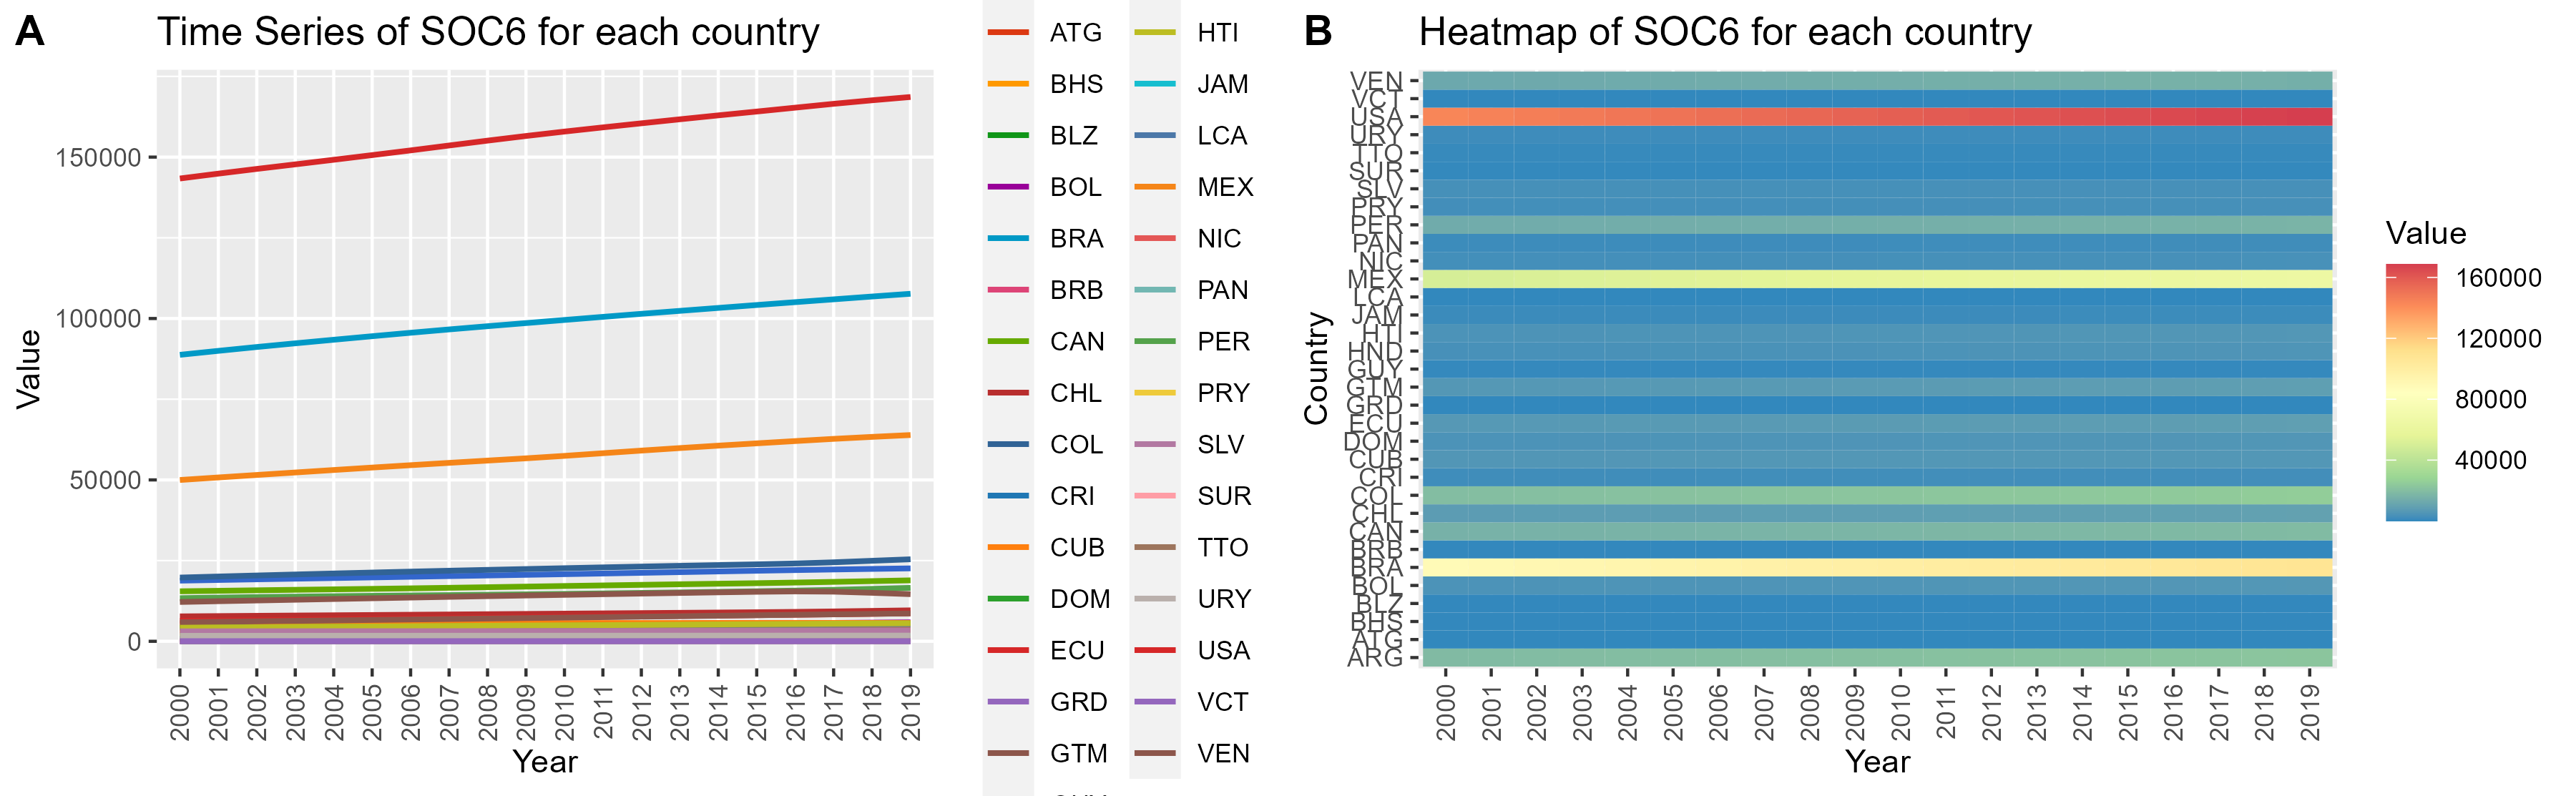 A
Time Series of SOC6 for each country
Value
150000
100000
50000
0
2000
2001
2002
2003
2004
2005
2006
2007
2008
2009
2010
2011
2012
2013
2014
2015
2016
2017
2018
2019
Year
ATG
BHS
BLZ
BOL
BRA
BRB
CAN
CHL
COL
CRI
CUB
DOM
ECU
GRD
GTM
HTI
JAM
LCA
MEX
NIC
PAN
PER
PRY
SLV
SUR
TTO
URY
USA
VCT
VEN
B
Heatmap of SOC6 for each country
Country
VEN
VCT
USA
URY
TTO
SUR
SLV
PRY
PER
PAN
NIC
MEX
LCA
JAM
HTI
HND
GUY
GTM
GRD
ECU
DOM
CUB
CRI
COL
CHL
CAN
BRB
BRA
BOL
BLZ
BHS
ATG
ARG
2000
2001
2002
2003
2004
2005
2006
2007
2008
2009
2010
2011
2012
2013
2014
2015
2016
2017
2018
2019
Year
Value
160000
120000
80000
40000